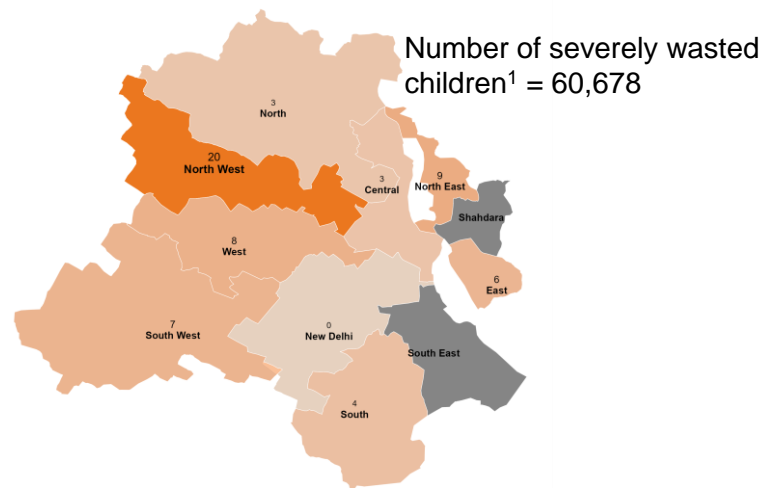 Number of severely wasted
children¹ = 60,678
3
North
20
North West
3
Central
9
North East
Shahdara
8
West
6
East
7
South West
0
New Delhi
South East
4
South